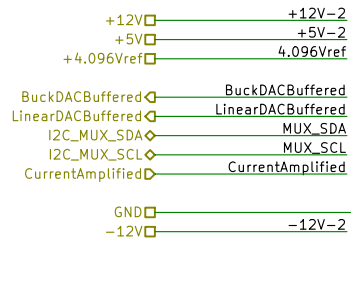 +12V +12V-2
+5V +5V-2
+4.096Vref 4.096Vref
BuckDACBuffered BuckDACBuffered
LinearDACBuffered LinearDACBuffered
I2C_MUX_SDA MUX_SDA
I2C_MUX_SCL MUX_SCL
CurrentAmplified CurrentAmplified
GND
-12V -12V-2